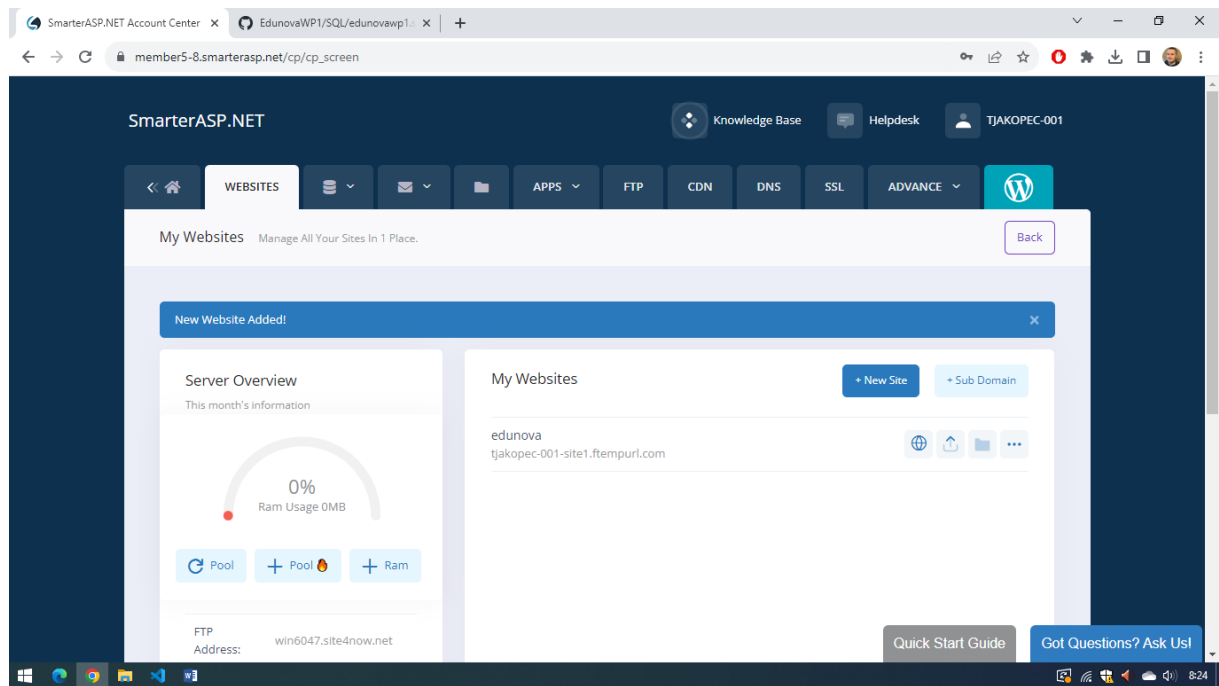 SmarterASP.NET Account Center
EdunovaWP1/SQL/edunovawp1.s
member5-8.smarterasp.net/cp/cp_screen
SmarterASP.NET
Knowledge Base
Helpdesk
TJAKOPEC-001
WEBSITES
APPS
FTP
CDN
DNS
SSL
ADVANCE
My Websites Manage All Your Sites In 1 Place.
Back
New Website Added!
Server Overview
This month's information
0%
Ram Usage 0MB
Pool
Pool
Ram
FTP
Address:
win6047.site4now.net
My Websites
+ New Site
+ Sub Domain
edunova
tjakopec-001-site1.ftempurl.com
Quick Start Guide
Got Questions? Ask Us!
8:24